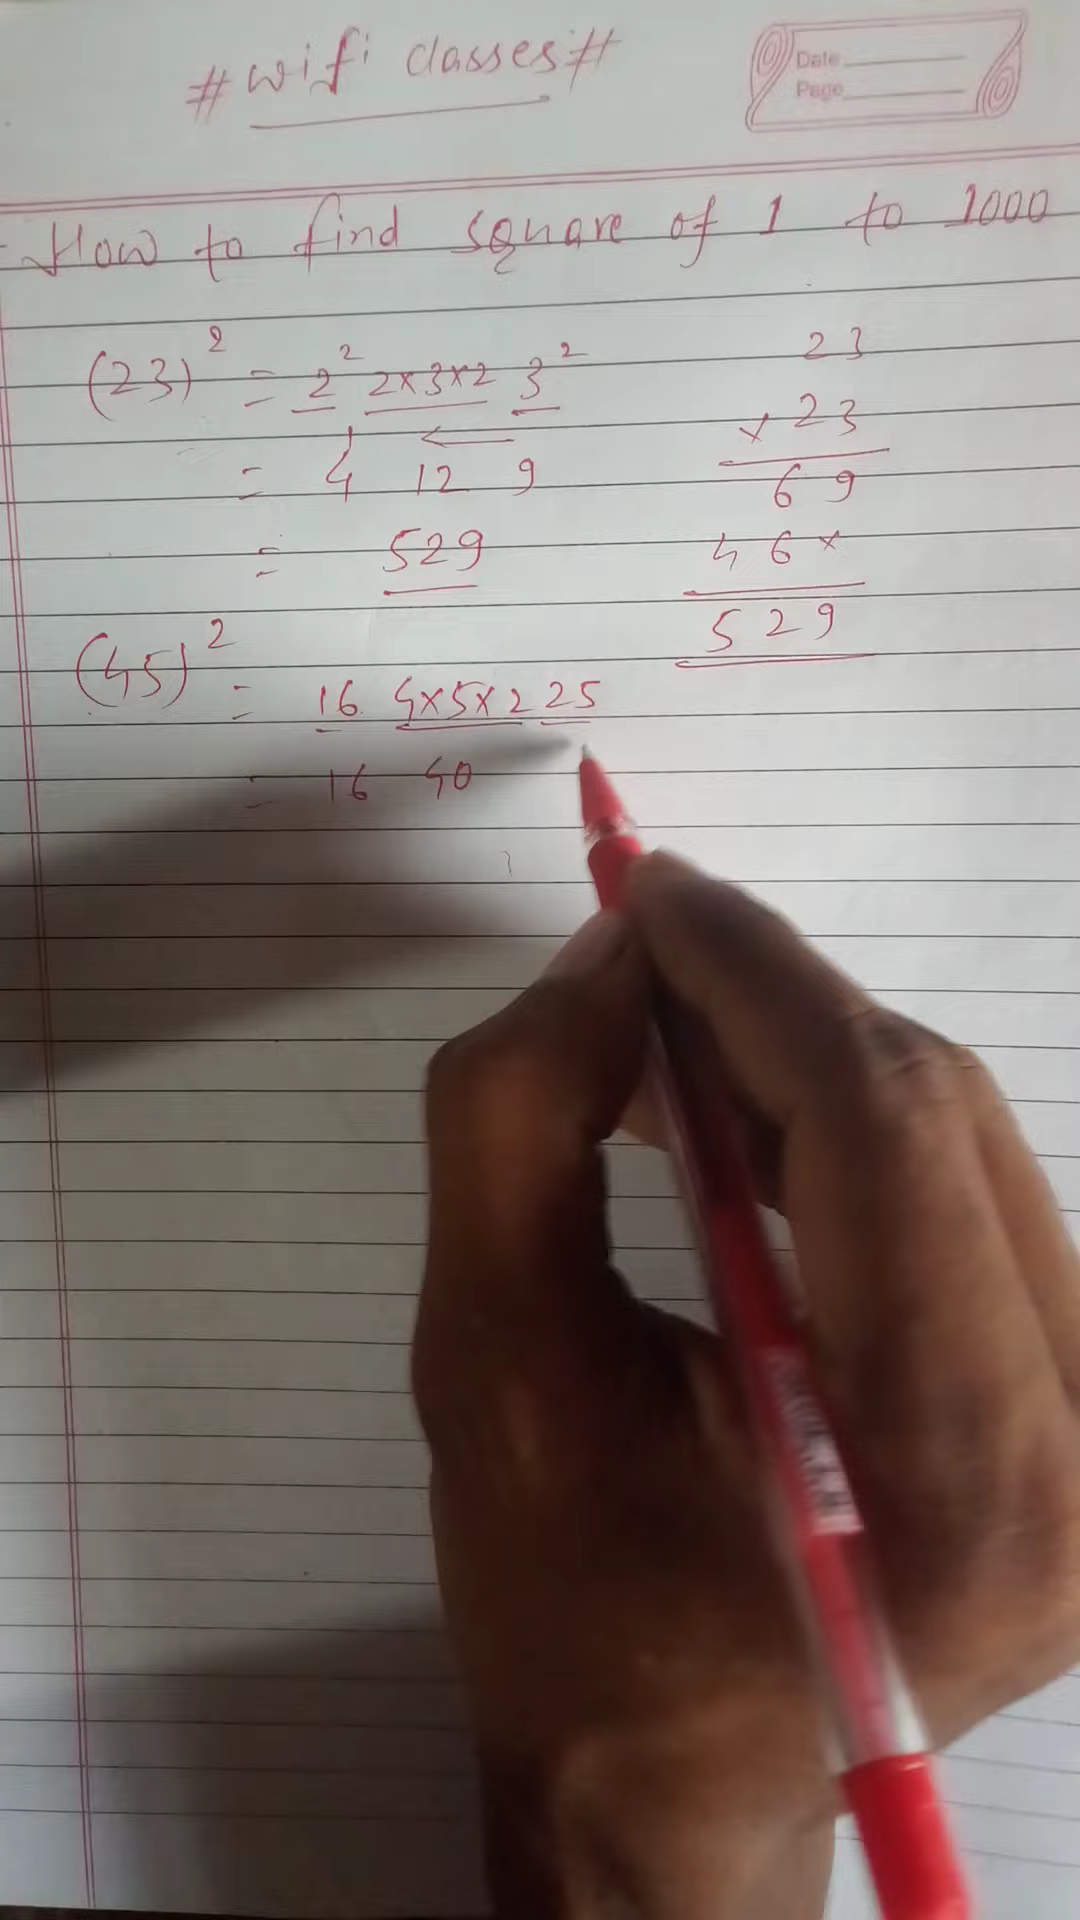 #wifi classes#
Date
Page
How to find square of 1 to 1000
(23)² = 2² 2×3×2 3²
= 4 12 9
= 529
23
×23
69
46×
529
(45)² = 16 4×5×2 25
= 16 40